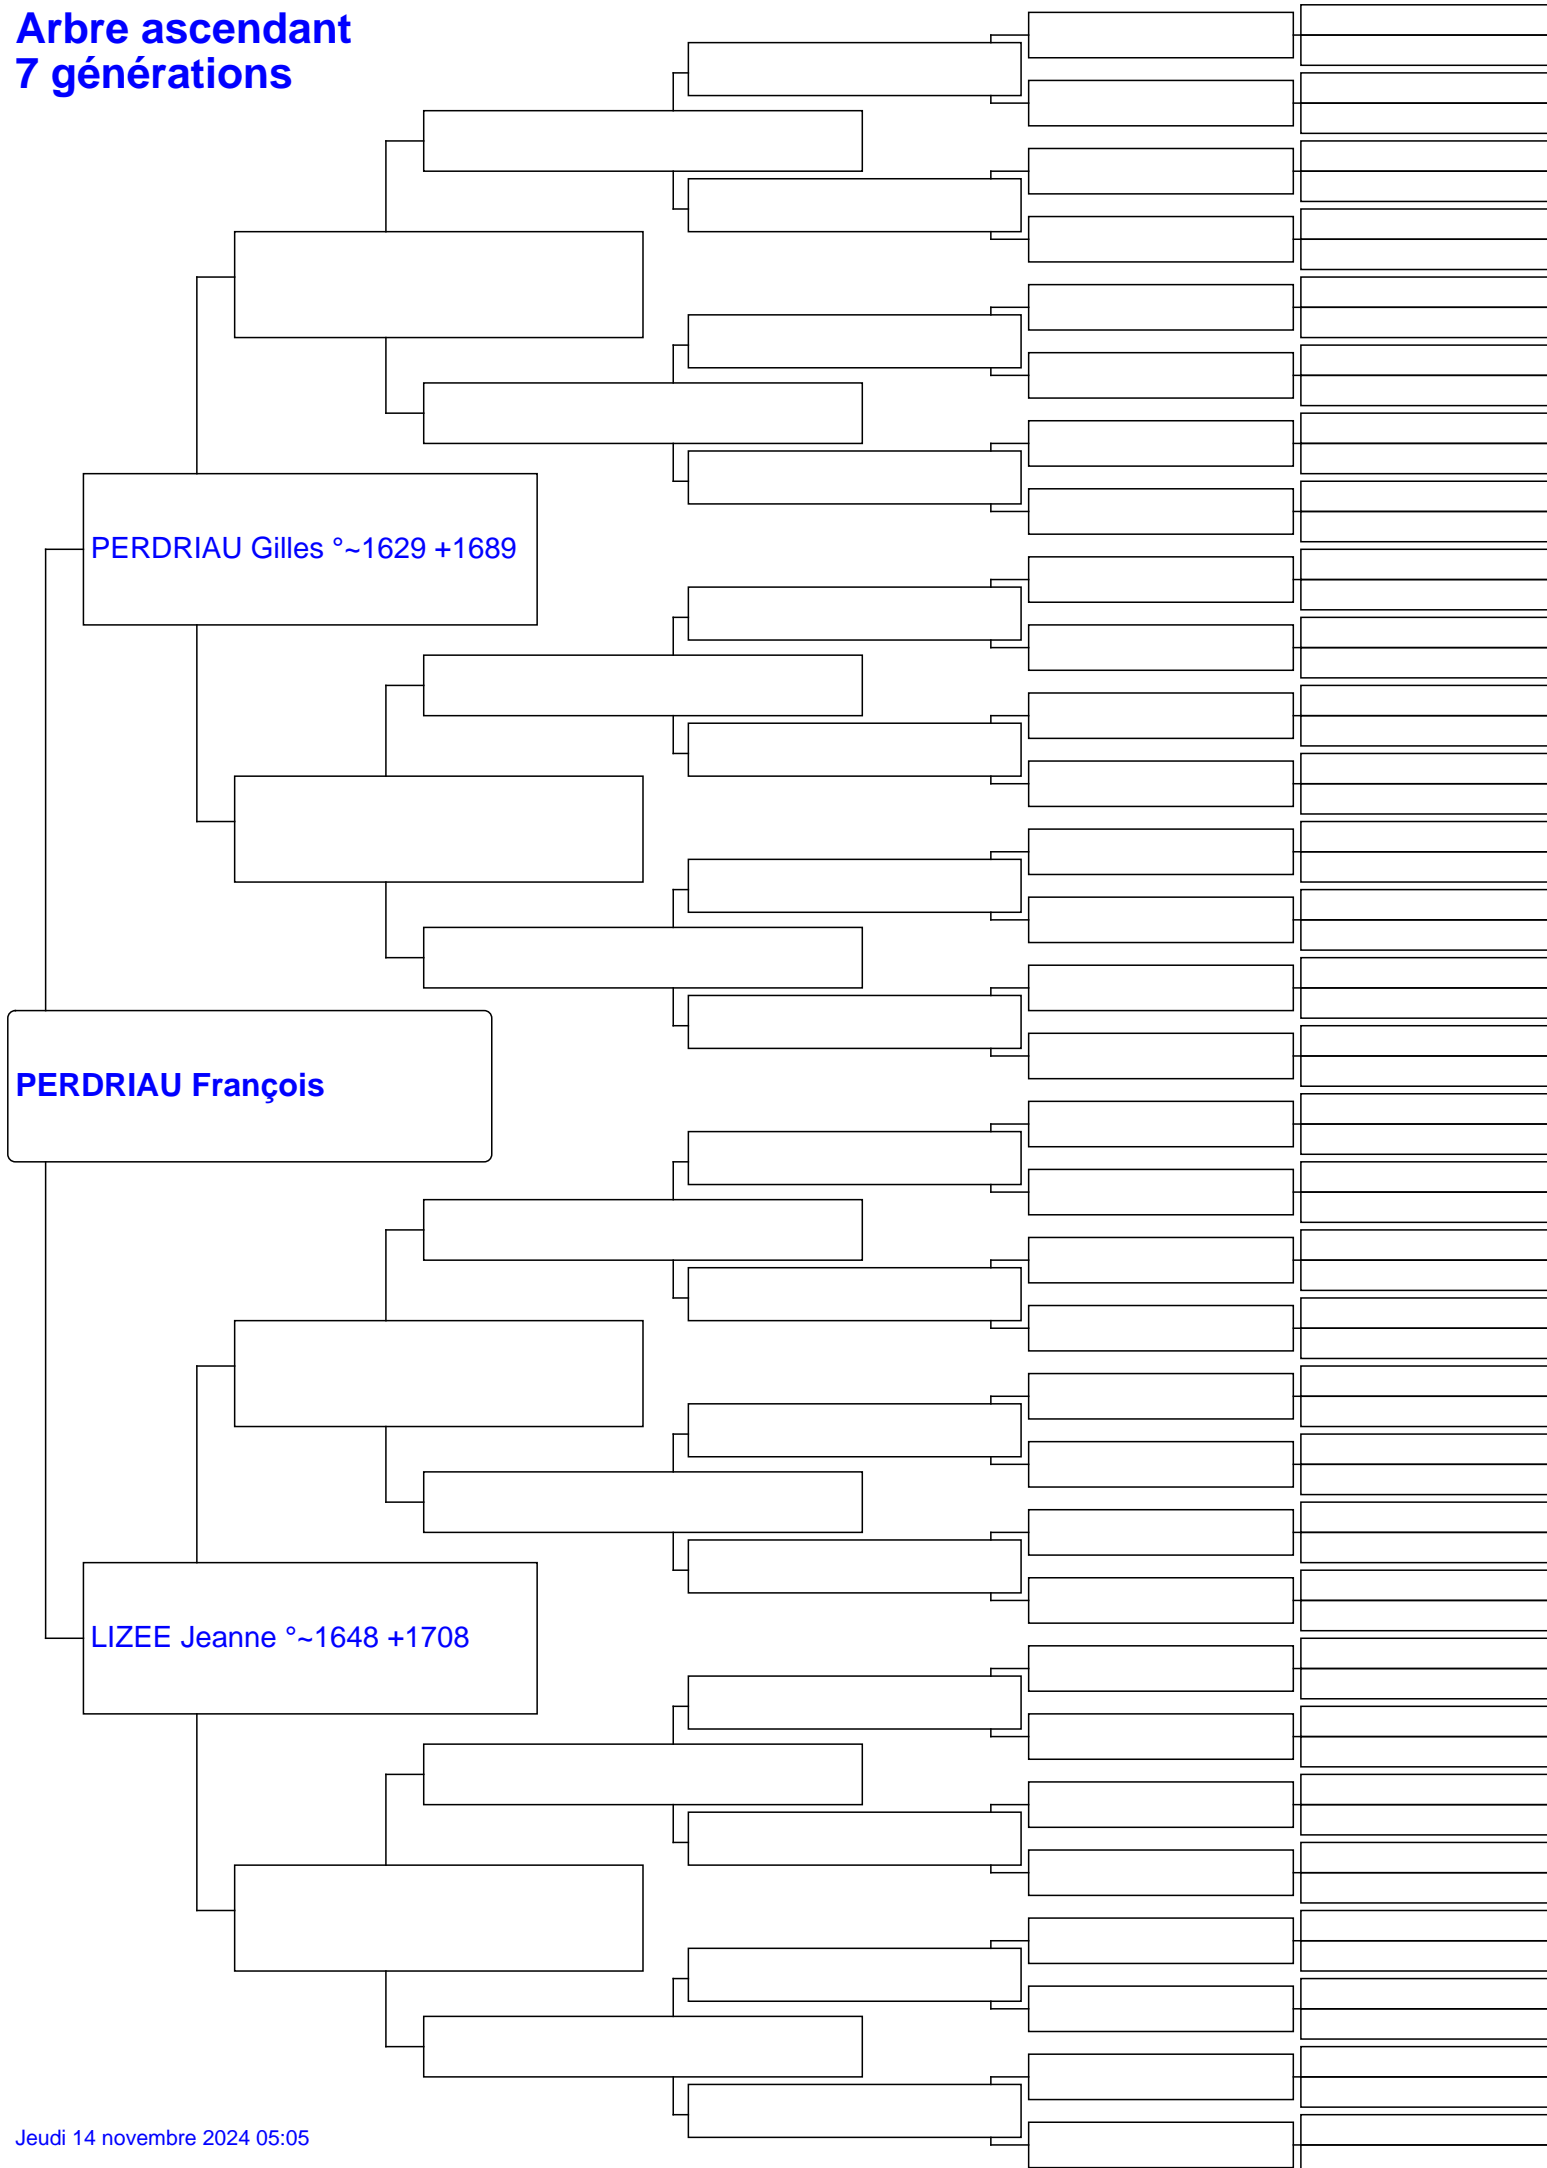 Arbre ascendant
7 générations
PERDRIAU Gilles °~1629 +1689
PERDRIAU François
LIZEE Jeanne °~1648 +1708
Jeudi 14 novembre 2024 05:05